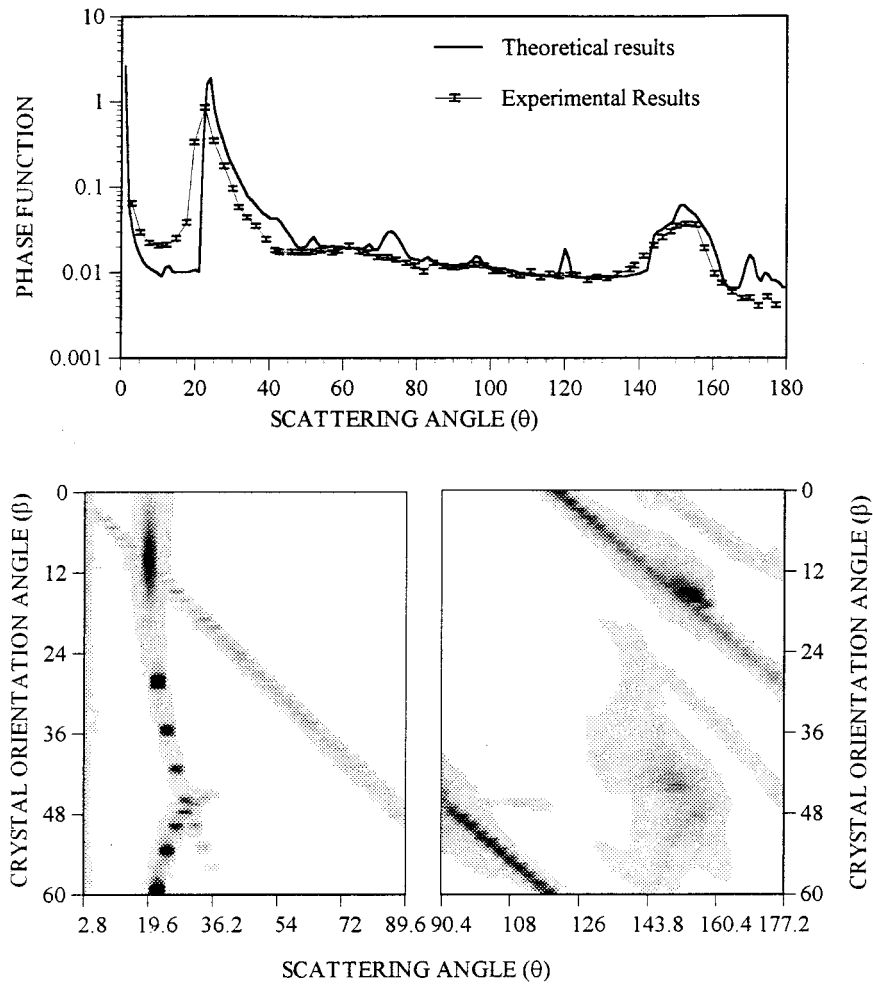 10
1
0.1
0.01
0.001
PHASE FUNCTION
Theoretical results
Experimental Results
0 20 40 60 80 100 120 140 160 180
SCATTERING ANGLE (θ)
CRYSTAL ORIENTATION ANGLE (β)
0
12
24
36
48
60
2.8 19.6 36.2 54 72 89.6
90.4 108 126 143.8 160.4 177.2
0
12
24
36
48
60
CRYSTAL ORIENTATION ANGLE (β)
SCATTERING ANGLE (θ)